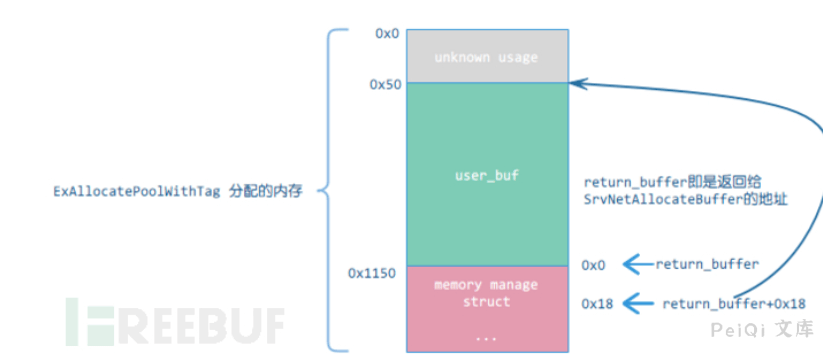 0x0
unknown usage
0x50
user_buf
ExAllocatePoolWithTag 分配的内存
return_buffer即是返回给
SrvNetAllocateBuffer的地址
0x1150
0x0
return_buffer
memory manage
struct
...
0x18
return_buffer+0x18
FREEBUF
PeiQi 文库